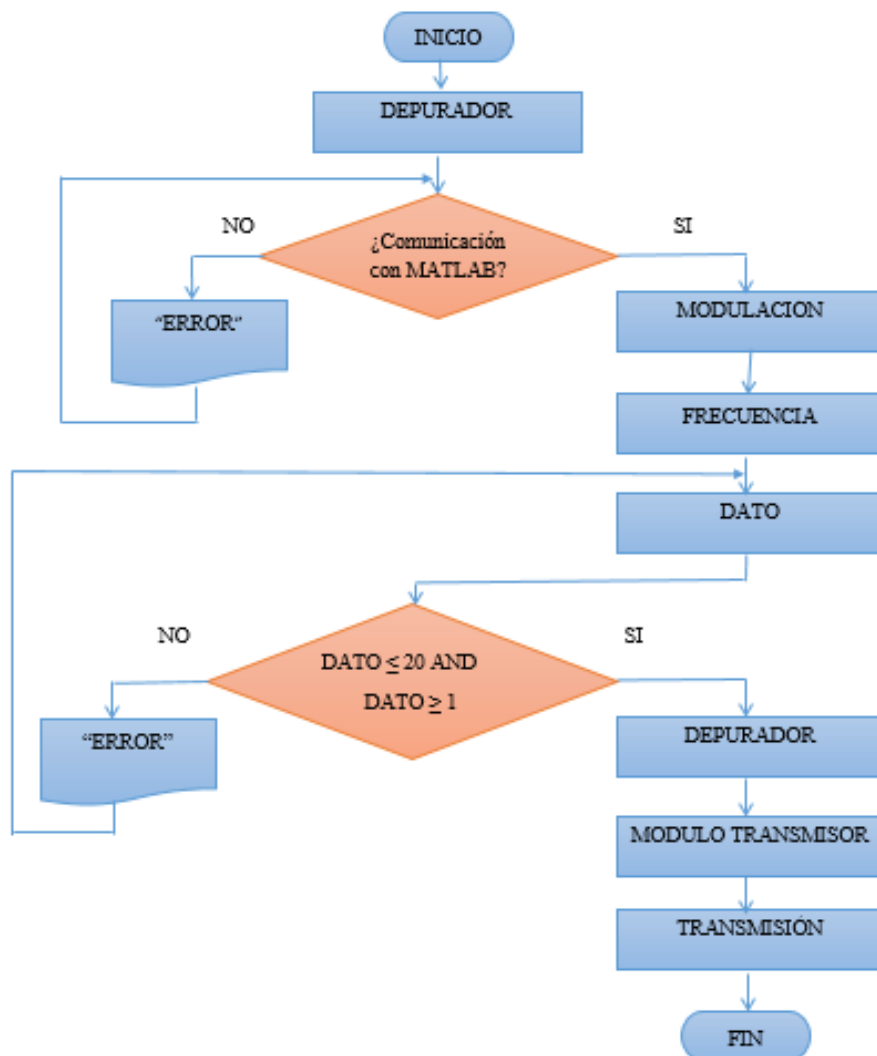 INICIO
DEPURADOR
NO
SI
¿Comunicación
con MATLAB?
“ERROR”
MODULACION
FRECUENCIA
DATO
NO
SI
DATO ≤ 20 AND
DATO ≥ 1
“ERROR”
DEPURADOR
MODULO TRANSMISOR
TRANSMISIÓN
FIN